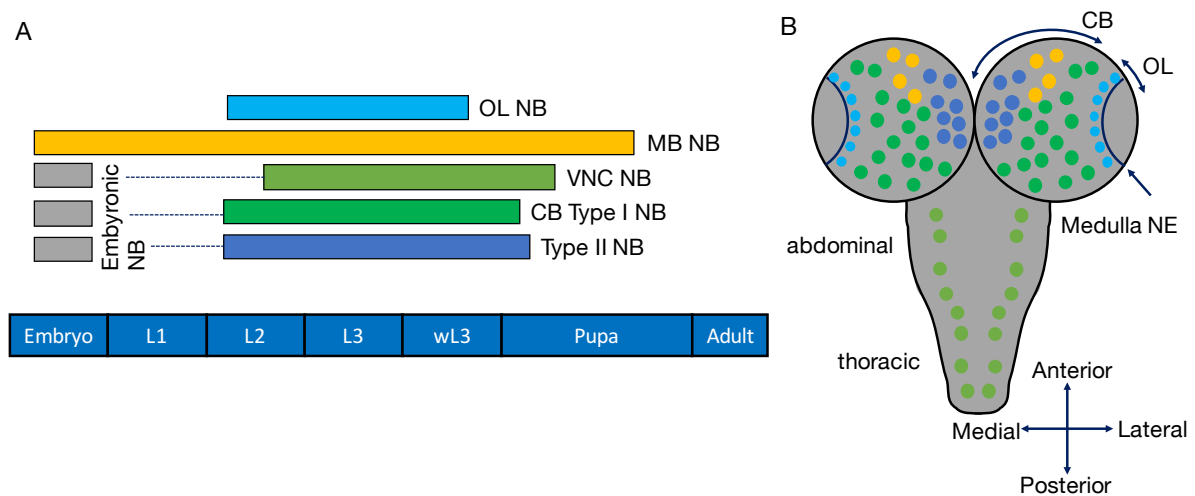 A
OL NB
MB NB
VNC NB
CB Type I NB
Type II NB
Embyronic
NB
Embryo L1 L2 L3 wL3 Pupa Adult
B
CB
OL
Medulla NE
abdominal
thoracic
Anterior
Medial Lateral
Posterior